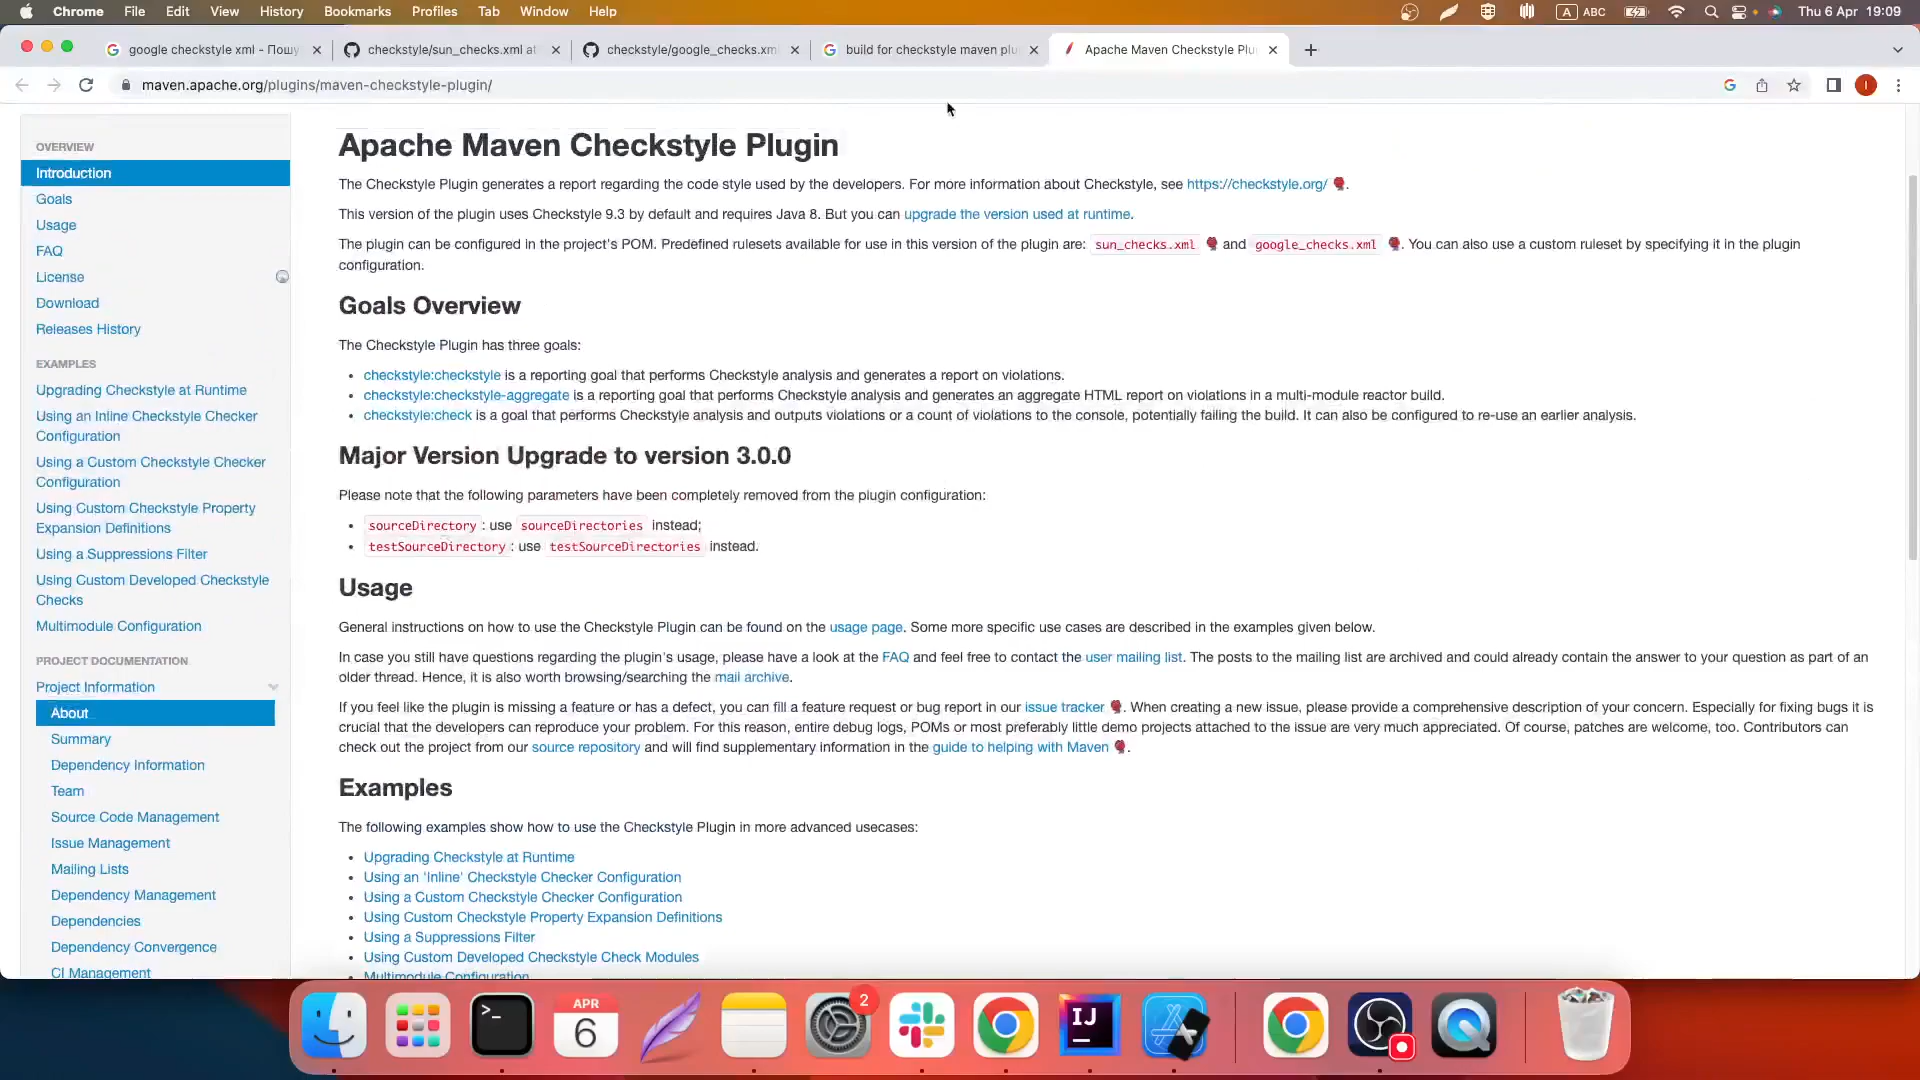 Chrome File Edit View History Bookmarks Profiles Tab Window Help A ABC Thu 6 Apr 19:09
google checkstyle xml - Пошу checkstyle/sun_checks.xml at checkstyle/google_checks.xm build for checkstyle maven plu Apache Maven Checkstyle Plu
maven.apache.org/plugins/maven-checkstyle-plugin/ I
OVERVIEW
Introduction
Goals
Usage
FAQ
License
Download
Releases History
EXAMPLES
Upgrading Checkstyle at Runtime
Using an Inline Checkstyle Checker
Configuration
Using a Custom Checkstyle Checker
Configuration
Using Custom Checkstyle Property
Expansion Definitions
Using a Suppressions Filter
Using Custom Developed Checkstyle
Checks
Multimodule Configuration
PROJECT DOCUMENTATION
Project Information
About
Summary
Dependency Information
Team
Source Code Management
Issue Management
Mailing Lists
Dependency Management
Dependencies
Dependency Convergence
CI Management
Apache Maven Checkstyle Plugin
The Checkstyle Plugin generates a report regarding the code style used by the developers. For more information about Checkstyle, see https://checkstyle.org/ .
This version of the plugin uses Checkstyle 9.3 by default and requires Java 8. But you can upgrade the version used at runtime.
The plugin can be configured in the project's POM. Predefined rulesets available for use in this version of the plugin are: sun_checks.xml and google_checks.xml . You can also use a custom ruleset by specifying it in the plugin
configuration.
Goals Overview
The Checkstyle Plugin has three goals:
• checkstyle:checkstyle is a reporting goal that performs Checkstyle analysis and generates a report on violations.
• checkstyle:checkstyle-aggregate is a reporting goal that performs Checkstyle analysis and generates an aggregate HTML report on violations in a multi-module reactor build.
• checkstyle:check is a goal that performs Checkstyle analysis and outputs violations or a count of violations to the console, potentially failing the build. It can also be configured to re-use an earlier analysis.
Major Version Upgrade to version 3.0.0
Please note that the following parameters have been completely removed from the plugin configuration:
• sourceDirectory : use sourceDirectories instead;
• testSourceDirectory : use testSourceDirectories instead.
Usage
General instructions on how to use the Checkstyle Plugin can be found on the usage page. Some more specific use cases are described in the examples given below.
In case you still have questions regarding the plugin's usage, please have a look at the FAQ and feel free to contact the user mailing list. The posts to the mailing list are archived and could already contain the answer to your question as part of an
older thread. Hence, it is also worth browsing/searching the mail archive.
If you feel like the plugin is missing a feature or has a defect, you can fill a feature request or bug report in our issue tracker . When creating a new issue, please provide a comprehensive description of your concern. Especially for fixing bugs it is
crucial that the developers can reproduce your problem. For this reason, entire debug logs, POMs or most preferably little demo projects attached to the issue are very much appreciated. Of course, patches are welcome, too. Contributors can
check out the project from our source repository and will find supplementary information in the guide to helping with Maven .
Examples
The following examples show how to use the Checkstyle Plugin in more advanced usecases:
• Upgrading Checkstyle at Runtime
• Using an 'Inline' Checkstyle Checker Configuration
• Using a Custom Checkstyle Checker Configuration
• Using Custom Checkstyle Property Expansion Definitions
• Using a Suppressions Filter
• Using Custom Developed Checkstyle Check Modules
• Multimodule Configuration
>_ APR 6 2 IJ